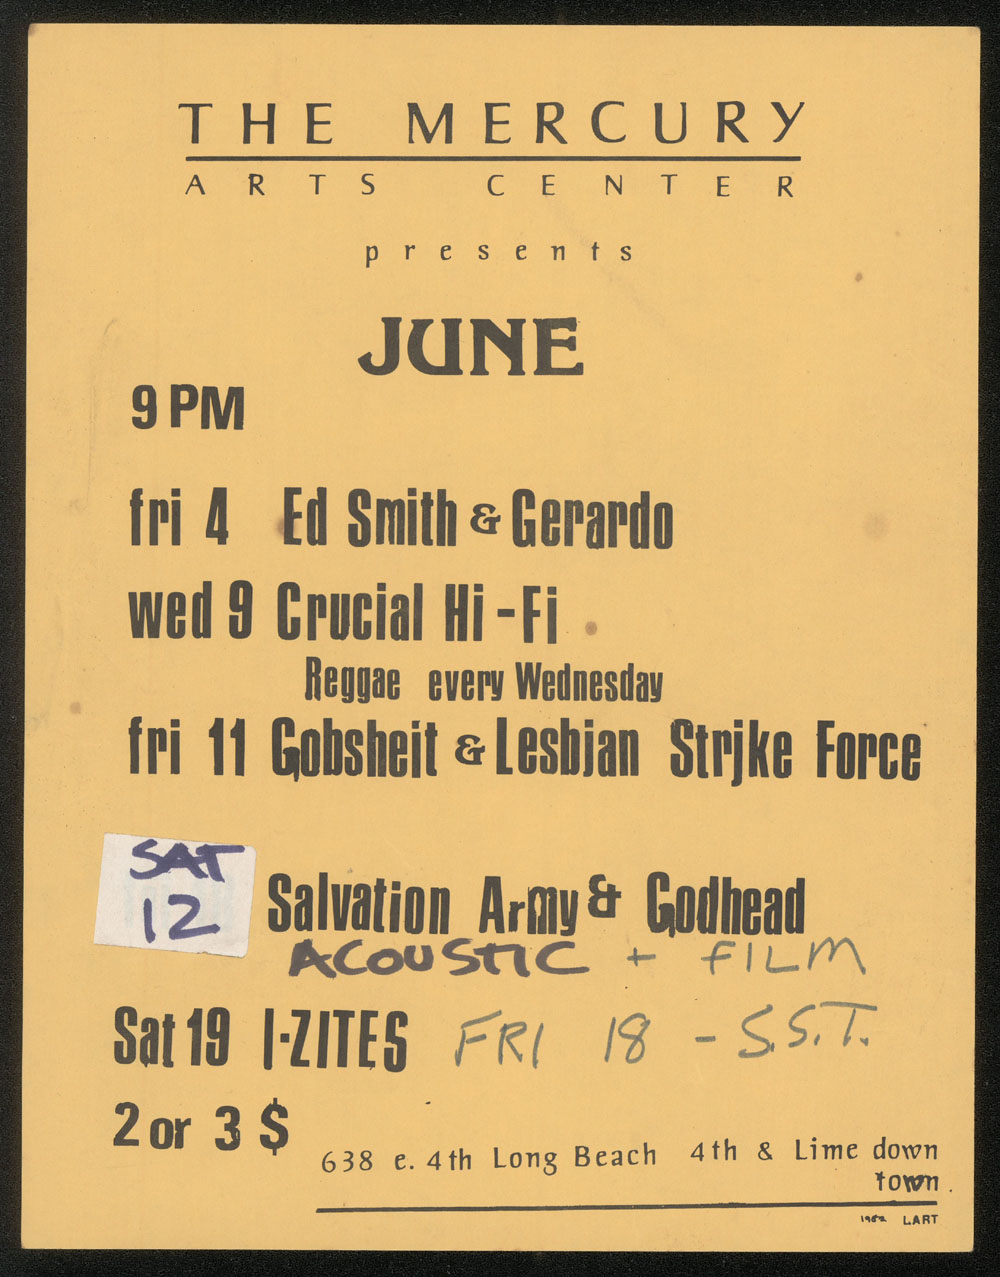 THE MERCURY
ARTS CENTER
presents
JUNE
9 PM
fri 4 Ed Smith & Gerardo
wed 9 Crucial Hi-Fi
Reggae every Wednesday
fri 11 Gobsheit & Lesbjan Strjke Force
SAT
12
Salvation Army & Godhead
ACOUSTIC + FILM
Sat 19 I-ZITES FRI 18 - S.S.T.
2 or 3 $
638 e. 4th Long Beach 4th & Lime down
town.
1982 LART